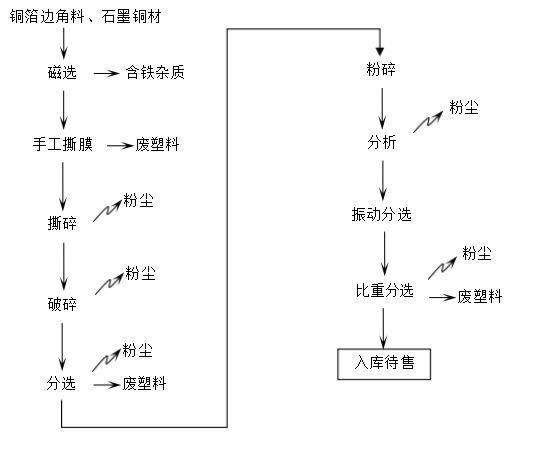 铜箔边角料、石墨铜材
磁选
含铁杂质
手工撕膜
废塑料
撕碎
粉尘
破碎
粉尘
分选
粉尘
废塑料
粉碎
分析
粉尘
振动分选
比重分选
粉尘
废塑料
入库待售